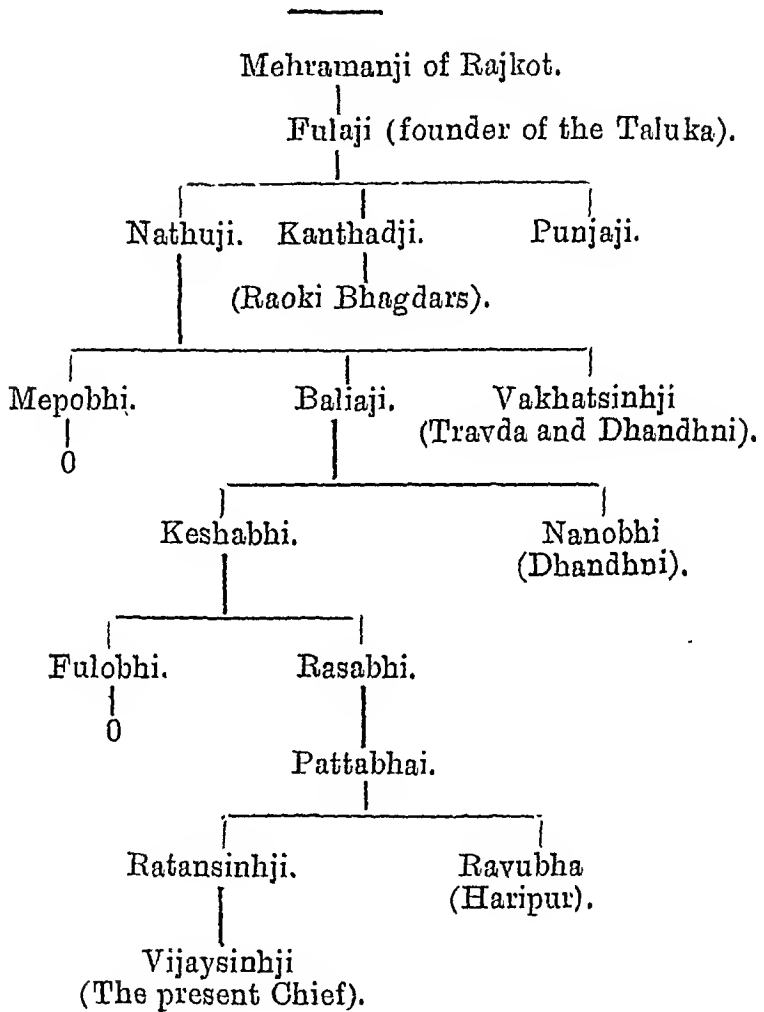 Mehramanji of Rajkot.
Fulaji (founder of the Taluka).
Nathuji. Kanthadji. Punjaji.
(Raoki Bhagdars).
Mepobhi. Baliaji. Vakhatsinhji
(Travda and Dhandhni).
0
Keshabhi. Nanobhi
(Dhandhni).
Fulobhi. Rasabhi.
0
Pattabhai.
Ratansinhji. Ravubha
(Haripur).
Vijaysinhji
(The present Chief).